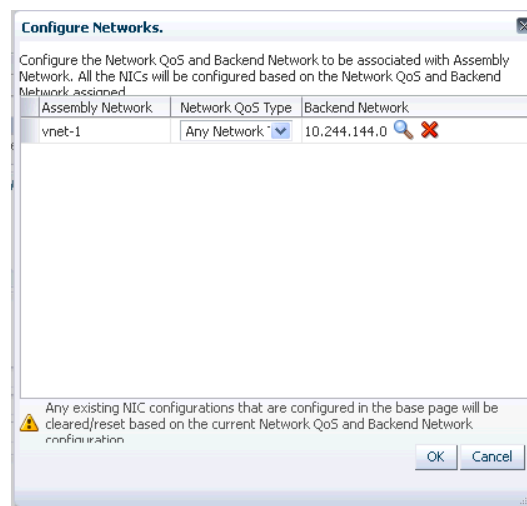 Configure Networks.
Configure the Network QoS and Backend Network to be associated with Assembly
Network. All the NICs will be configured based on the Network QoS and Backend
Network assigned
Assembly Network Network QoS Type Backend Network
vnet-1 Any Network 10.244.144.0
Any existing NIC configurations that are configured in the base page will be
cleared/reset based on the current Network QoS and Backend Network
configuration
OK Cancel